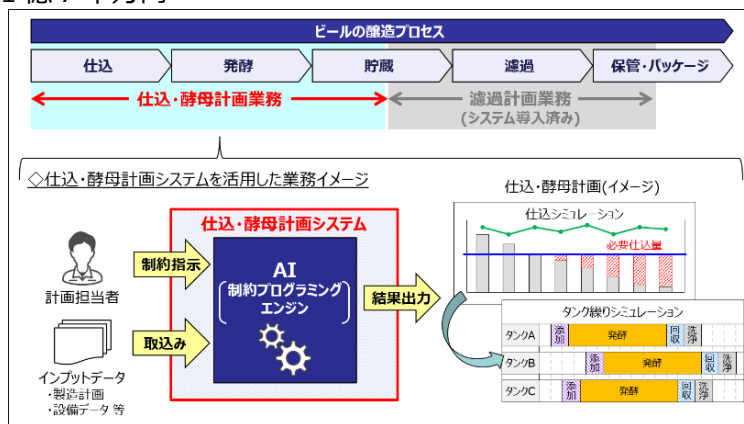 ビールの醸造プロセス
仕込 発酵 貯蔵 濾過 保管・パッケージ
仕込・酵母計画業務 濾過計画業務
(システム導入済み)
◇仕込・酵母計画システムを活用した業務イメージ
仕込・酵母計画(イメージ)
仕込・酵母計画システム
仕込シミュレーション
必要仕込量
計画担当者
制約指示
AI
制約プログラミング
エンジン
結果出力
取込み
インプットデータ
・製造計画
・設備データ 等
タンク繰りシミュレーション
タンクA 添加 発酵 回収 洗浄
タンクB 添加 発酵 回収 洗浄
タンクC 添加 発酵 回収 洗浄